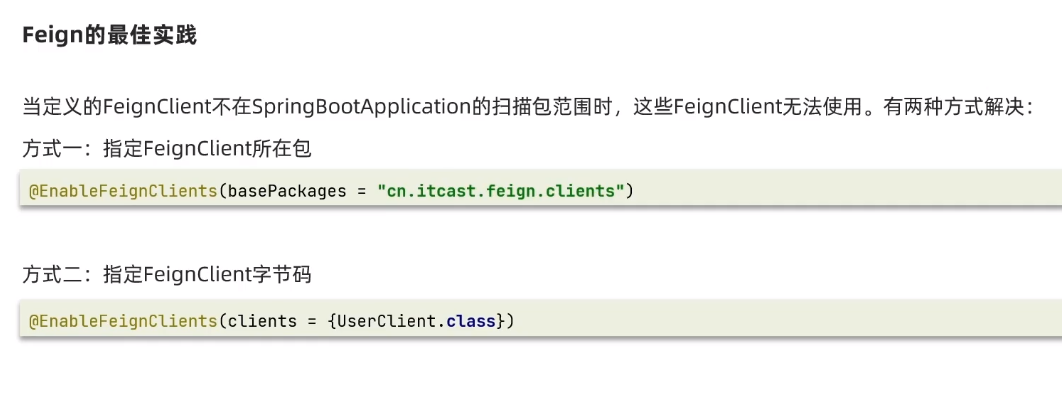 Feign的最佳实践
当定义的FeignClient不在SpringBootApplication的扫描包范围时，这些FeignClient无法使用。有两种方式解决：
方式一：指定FeignClient所在包
@EnableFeignClients(basePackages = "cn.itcast.feign.clients")
方式二：指定FeignClient字节码
@EnableFeignClients(clients = {UserClient.class})